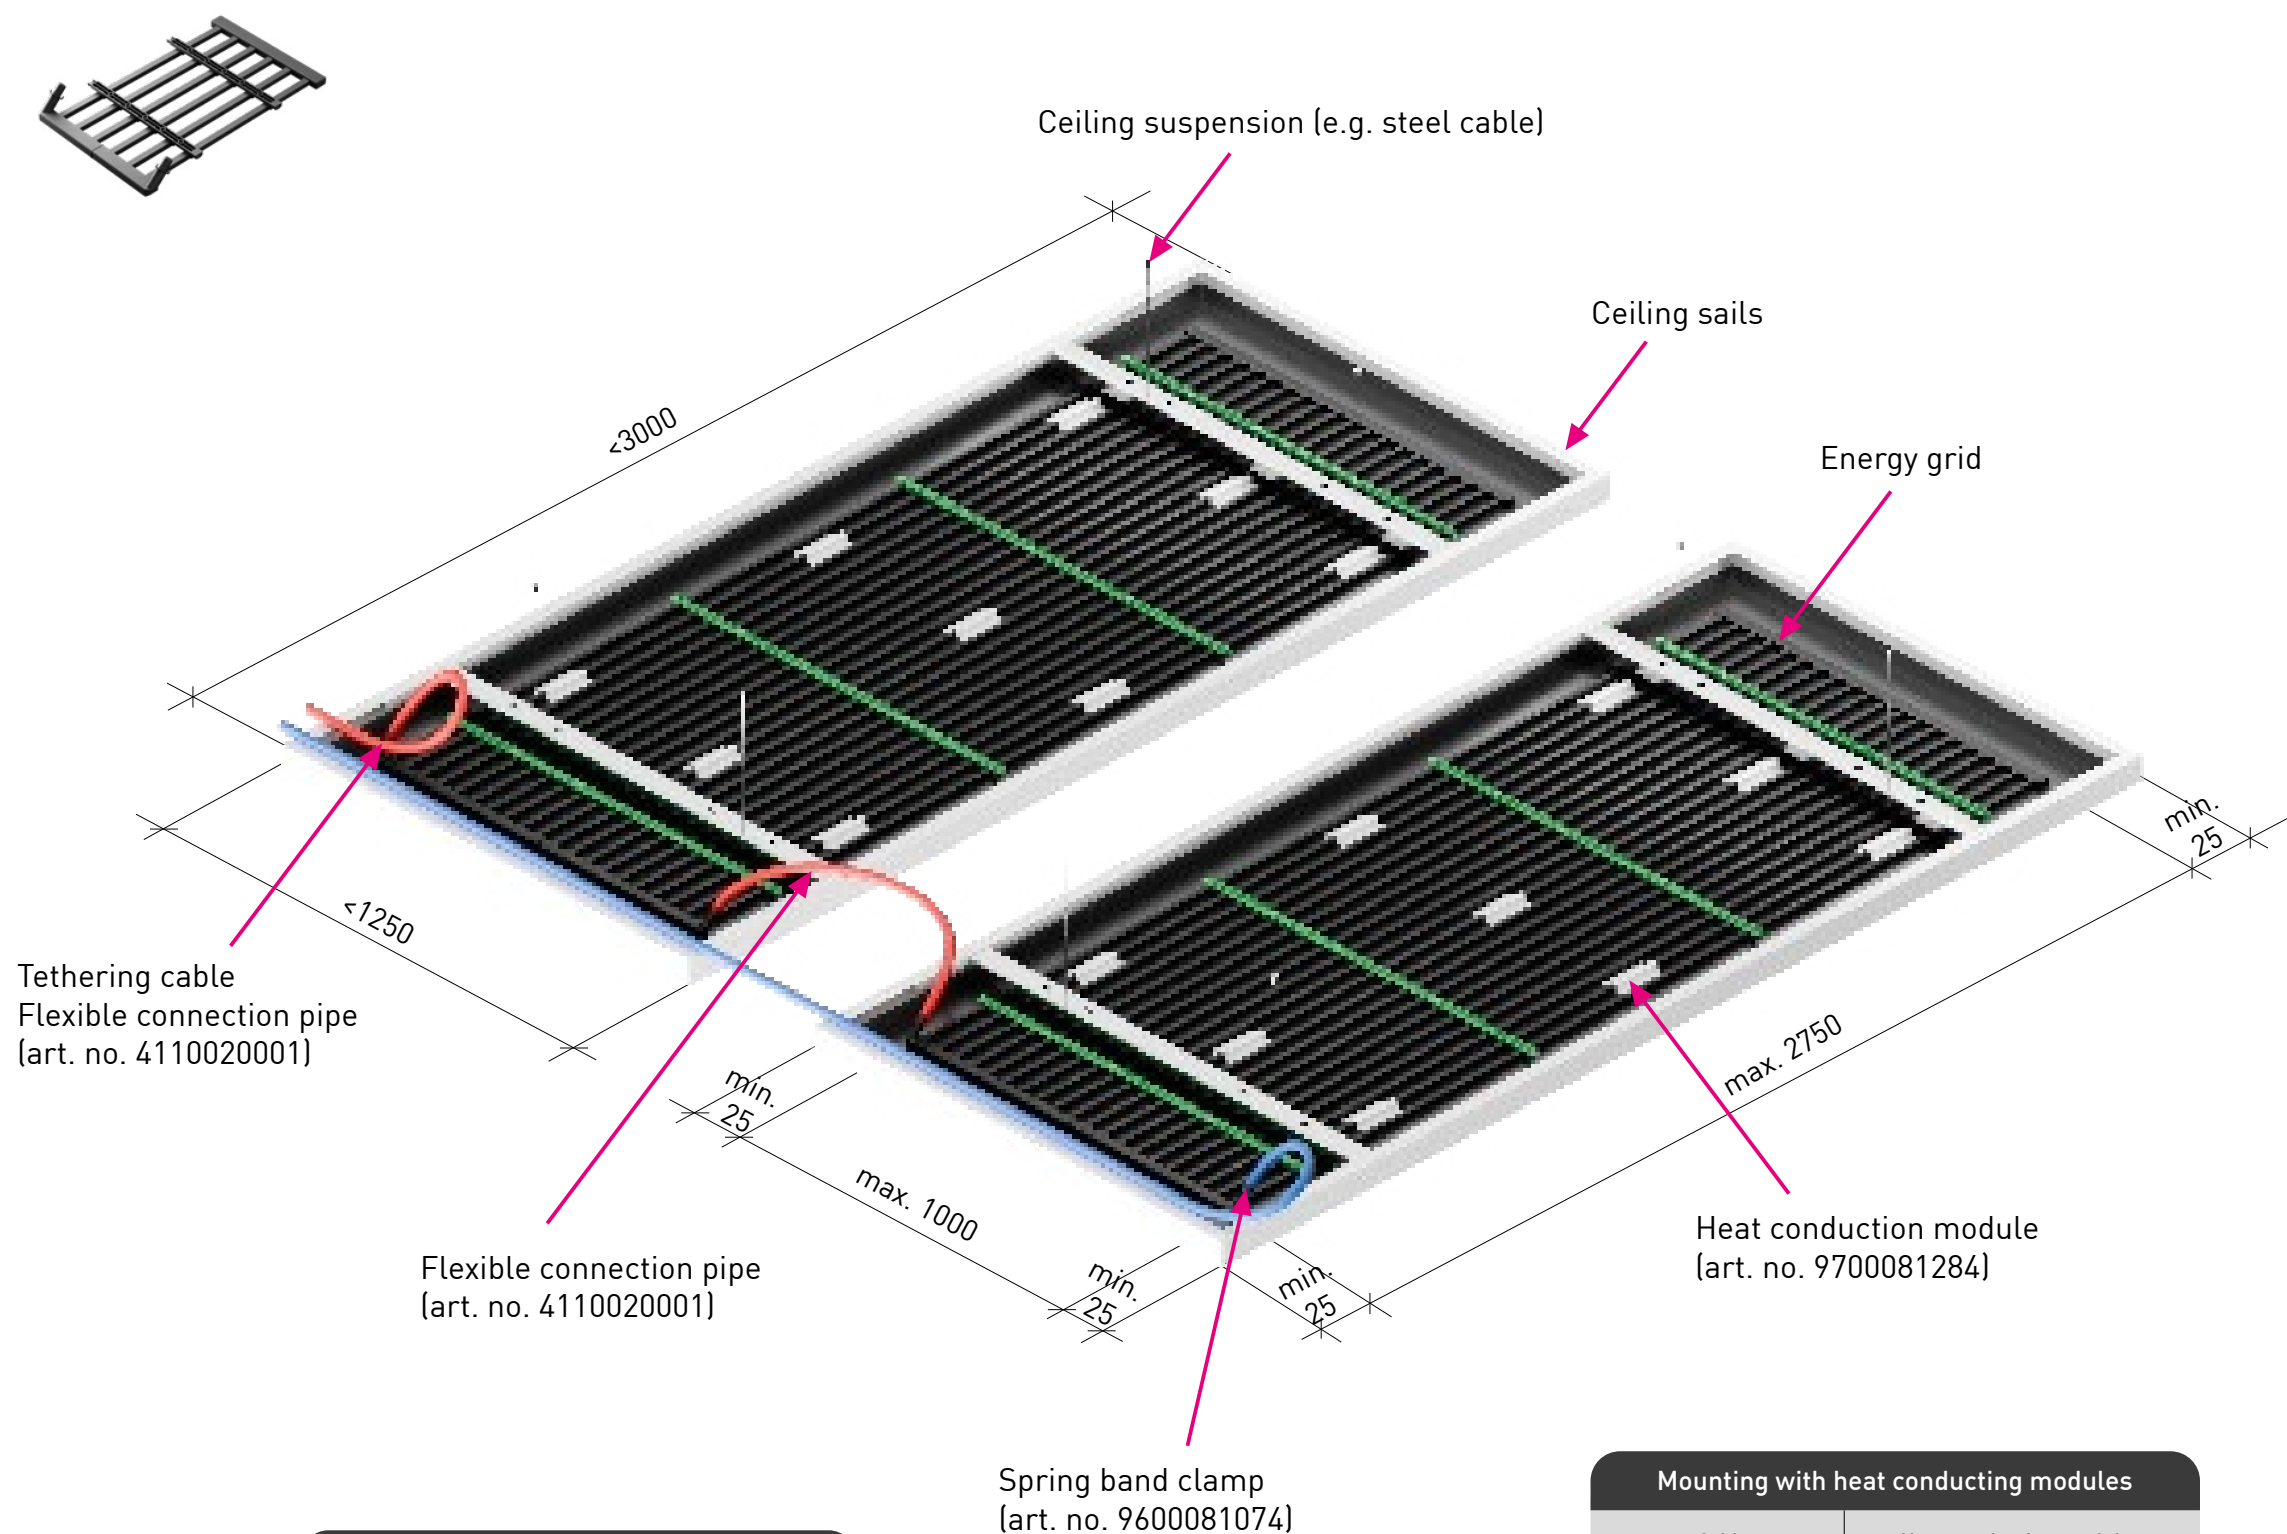 Ceiling suspension (e.g. steel cable)
Ceiling sails
<3000
Energy grid
min.
25
<1250
Tethering cable
Flexible connection pipe
(art. no. 4110020001)
max. 2750
min.
25
max. 1000
Heat conduction module
(art. no. 9700081284)
Flexible connection pipe
(art. no. 4110020001)
min.
25
min.
25
Spring band clamp
(art. no. 9600081074)
Mounting with heat conducting modules